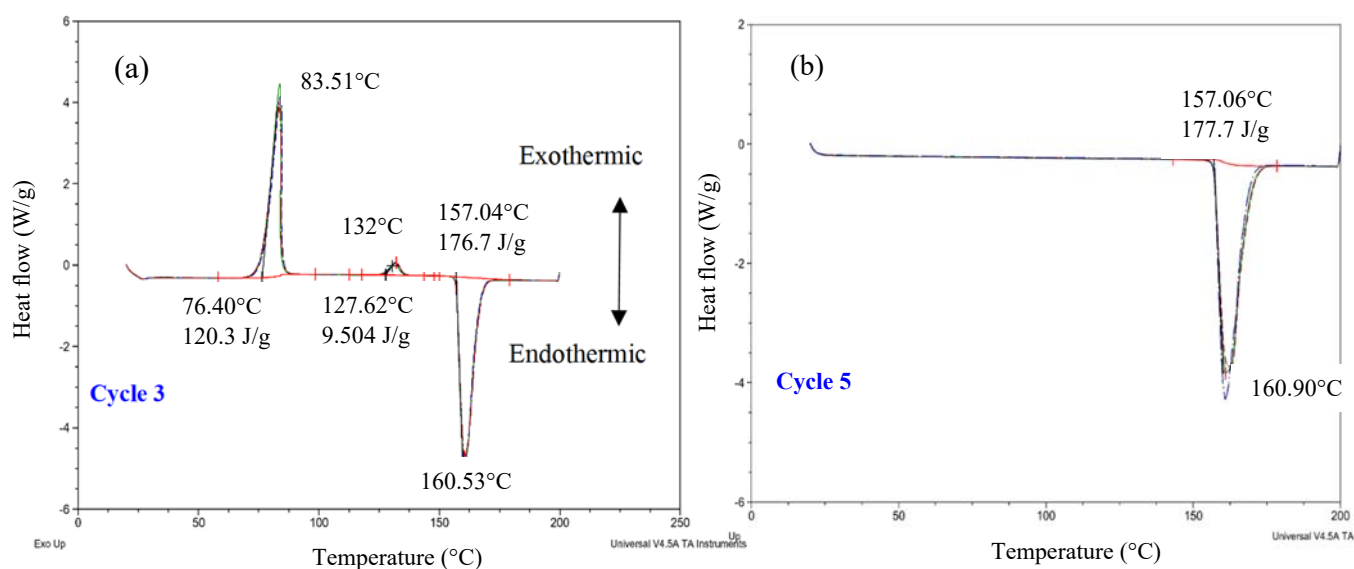 (a)
83.51°C
Exothermic
132°C
157.04°C
176.7 J/g
76.40°C
120.3 J/g
127.62°C
9.504 J/g
Endothermic
Cycle 3
160.53°C
Heat flow (W/g)
6
4
2
0
-2
-4
-6
0
50
100
150
200
250
Exo Up
Temperature (°C)
Universal V4.5A TA Instruments
(b)
157.06°C
177.7 J/g
Cycle 5
160.90°C
Heat flow (W/g)
2
0
-2
-4
-6
0
50
100
150
200
Up
Temperature (°C)
Universal V4.5A TA